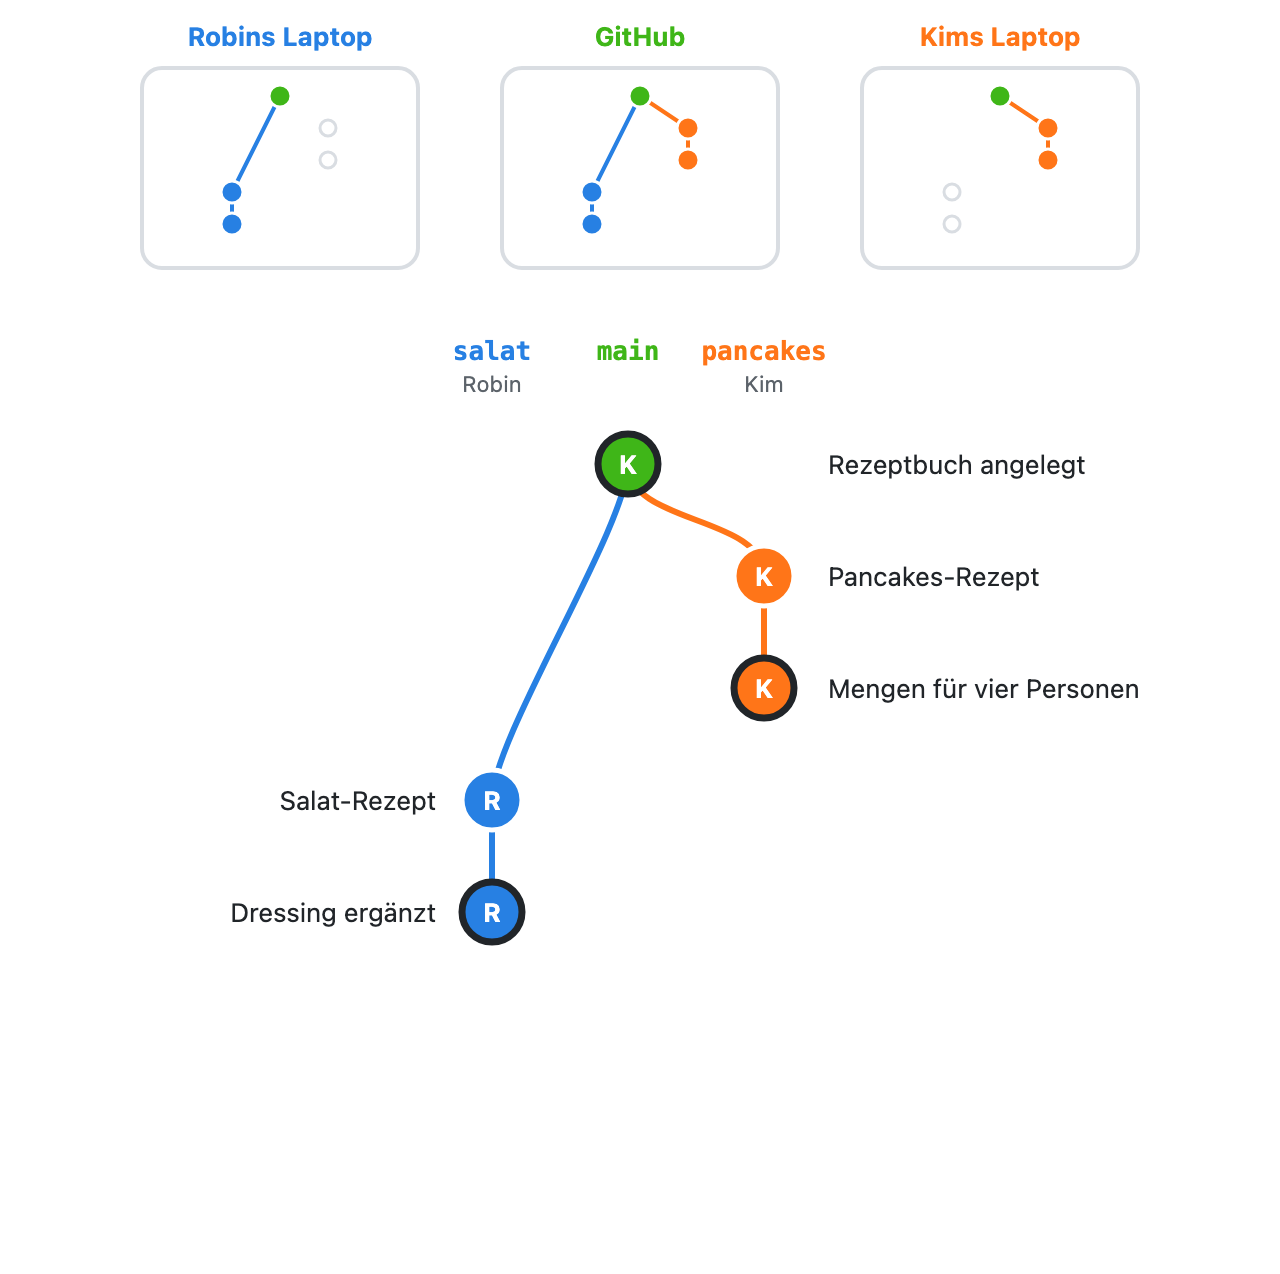 Robins Laptop
GitHub
Kims Laptop
salat
main
pancakes
Robin
Kim
K
Rezeptbuch angelegt
K
Pancakes-Rezept
K
Mengen für vier Personen
Salat-Rezept
R
Dressing ergänzt
R